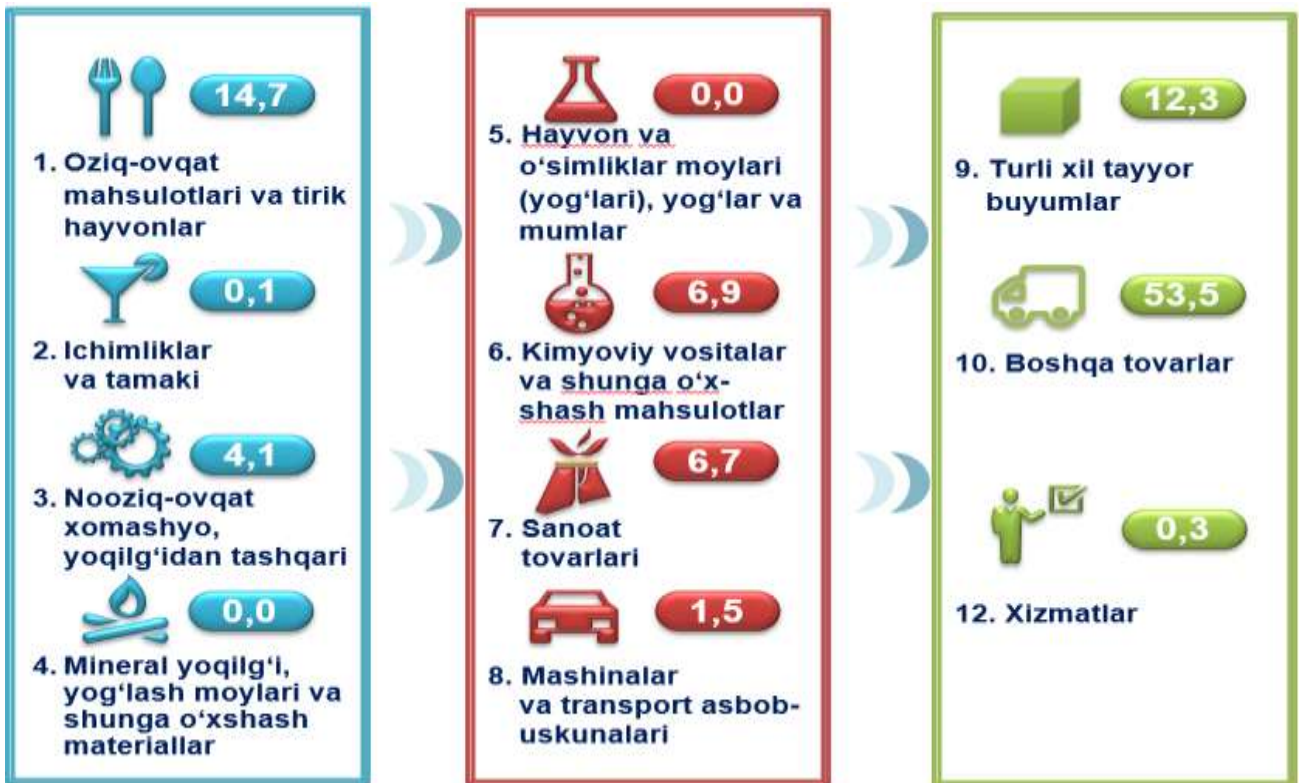 14,7
1. Oziq-ovqat
mahsulotlari va tirik
hayvonlar
0,1
2. Ichimliklar
va tamaki
4,1
3. Nooziq-ovqat
xomashyo,
yoqilg‘idan tashqari
0,0
4. Mineral yoqilg‘i,
yog‘lash moylari va
shunga o‘xshash
materiallar
0,0
5. Hayvon va
o‘simliklar moylari
(yog‘lari), yog‘lar va
mumlar
6,9
6. Kimyoviy vositalar
va shunga o‘x-
shash mahsulotlar
6,7
7. Sanoat
tovarlari
1,5
8. Mashinalar
va transport asbob-
uskunalari
12,3
9. Turli xil tayyor
buyumlar
53,5
10. Boshqa tovarlar
0,3
12. Xizmatlar